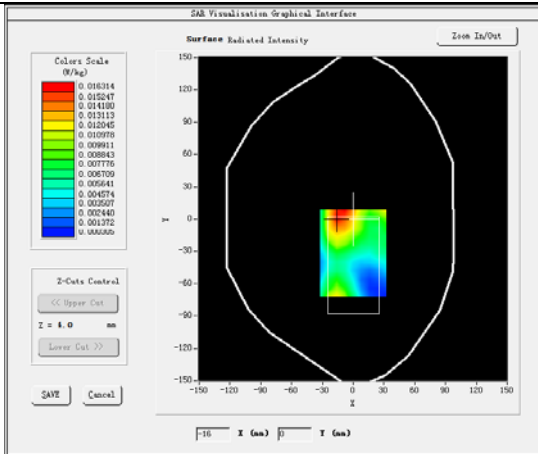 SAR Visualisation Graphical Interface
Surface Radiated Intensity
Zoom In/Out
Colors Scale
(W/kg)
0.016314
0.015247
0.014180
0.013113
0.012045
0.010978
0.009911
0.008843
0.007776
0.006709
0.005641
0.004574
0.003507
0.002440
0.001372
0.000305
Z-Cuts Control
<< Upper Cut
Z = 4.0 mm
Lower Cut >>
SAVE
Cancel
150
120
90
60
30
0
-30
-60
-90
-120
-150
Y
-150 -120 -90 -60 -30 0 30 60 90 120 150
X
-16 X (mm) 0 Y (mm)